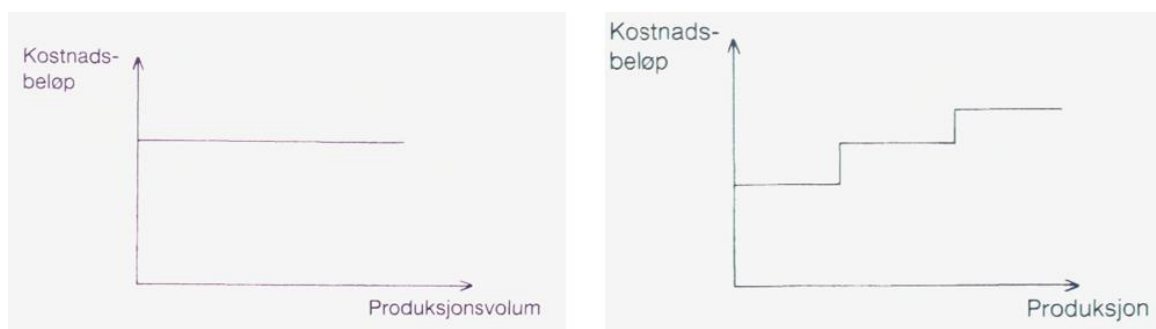 Kostnads-
beløp
Produksjonsvolum
Kostnads-
beløp
Produksjon